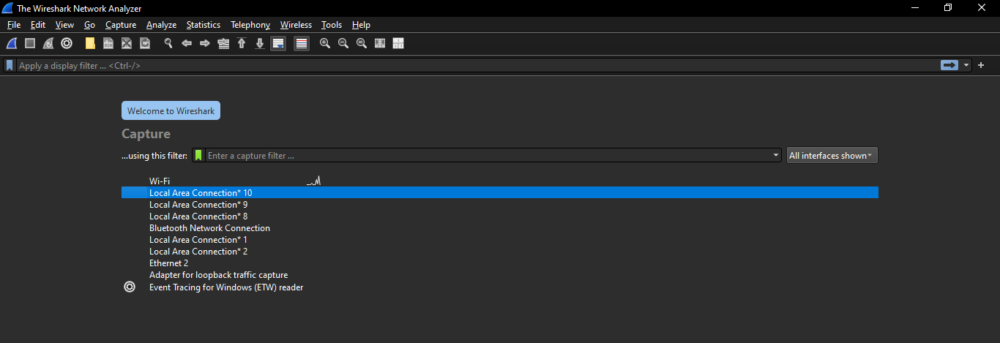 The Wireshark Network Analyzer
File Edit View Go Capture Analyze Statistics Telephony Wireless Tools Help
Apply a display filter ... <Ctrl-/>
Welcome to Wireshark
Capture
...using this filter: Enter a capture filter ... All interfaces shown
Wi-Fi
Local Area Connection* 10
Local Area Connection* 9
Local Area Connection* 8
Bluetooth Network Connection
Local Area Connection* 1
Local Area Connection* 2
Ethernet 2
Adapter for loopback traffic capture
Event Tracing for Windows (ETW) reader